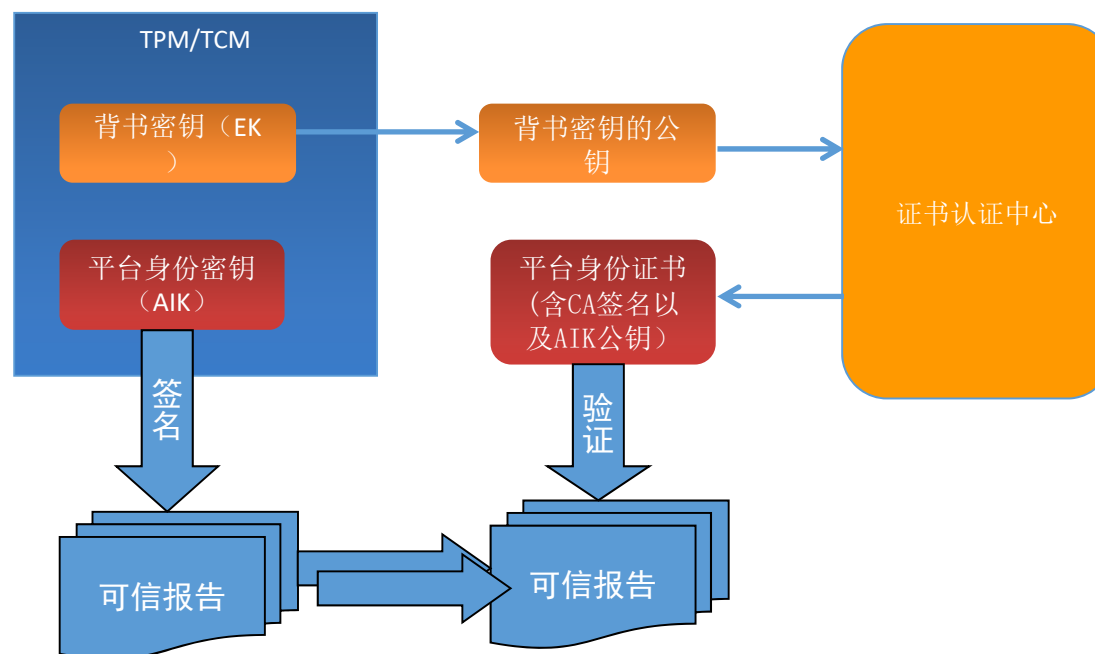 TPM/TCM
背书密钥（EK
）
背书密钥的公
钥
证书认证中心
平台身份密钥
（AIK）
平台身份证书
(含CA签名以
及AIK公钥）
签
名
验
证
可信报告
可信报告